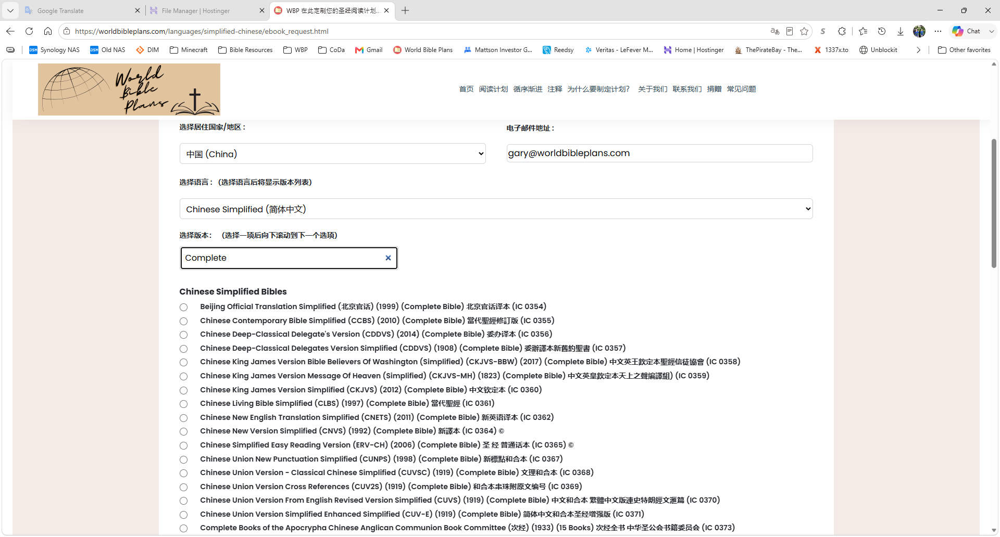 Google Translate
File Manager | Hostinger
WBP 在此定制您的圣经阅读计划...
https://worldbibleplans.com/languages/simplified-chinese/ebook_request.html
Chat
Synology NAS
Old NAS
DIM
Minecraft
Bible Resources
WBP
CoDa
Gmail
World Bible Plans
Mattson Investor G...
Reedsy
Veritas - LeFever M...
Home | Hostinger
ThePirateBay - The...
1337x.to
Unblockit
Other favorites
World
Bible
Plans
首页 阅读计划 循序渐进 注释 为什么要制定计划？ 关于我们 联系我们 捐赠 常见问题
选择居住国家/地区：
电子邮件地址：
中国 (China)
gary@worldbibleplans.com
选择语言：（选择语言后将显示版本列表）
Chinese Simplified (简体中文)
选择版本： （选择一项后向下滚动到下一个选项）
Complete
Chinese Simplified Bibles
Beijing Official Translation Simplified (北京官话) (1999) (Complete Bible) 北京官话译本 (IC 0354)
Chinese Contemporary Bible Simplified (CCBS) (2010) (Complete Bible) 當代聖經修訂版 (IC 0355)
Chinese Deep-Classical Delegate's Version (CDDVS) (2014) (Complete Bible) 委办译本 (IC 0356)
Chinese Deep-Classical Delegates Version Simplified (CDDVS) (1908) (Complete Bible) 委辦譯本新舊約聖書 (IC 0357)
Chinese King James Version Bible Believers Of Washington (Simplified) (CKJVS-BBW) (2017) (Complete Bible) 中文英王欽定本聖經信徒協會 (IC 0358)
Chinese King James Version Message Of Heaven (Simplified) (CKJVS-MH) (1823) (Complete Bible) 中文英皇欽定本天上之聲編譯組) (IC 0359)
Chinese King James Version Simplified (CKJVS) (2012) (Complete Bible) 中文钦定本 (IC 0360)
Chinese Living Bible Simplified (CLBS) (1997) (Complete Bible) 當代聖經 (IC 0361)
Chinese New English Translation Simplified (CNETS) (2011) (Complete Bible) 新英语译本 (IC 0362)
Chinese New Version Simplified (CNVS) (1992) (Complete Bible) 新譯本 (IC 0364) ©
Chinese Simplified Easy Reading Version (ERV-CH) (2006) (Complete Bible) 圣 经 普通话本 (IC 0365) ©
Chinese Union New Punctuation Simplified (CUNPS) (1998) (Complete Bible) 新標點和合本 (IC 0367)
Chinese Union Version - Classical Chinese Simplified (CUVSC) (1919) (Complete Bible) 文理和合本 (IC 0368)
Chinese Union Version Cross References (CUV2S) (1919) (Complete Bible) 和合本串珠附原文编号 (IC 0369)
Chinese Union Version From English Revised Version Simplified (CUVS) (1919) (Complete Bible) 中文和合本 繁體中文版連史特朗經文滙篇 (IC 0370)
Chinese Union Version Simplified Enhanced Simplified (CUV-E) (1919) (Complete Bible) 简体中文和合本圣经增强版 (IC 0371)
Complete Books of the Apocrypha Chinese Anglican Communion Book Committee (次经) (1933) (15 Books) 次经全书 中华圣公会书籍委员会 (IC 0373)